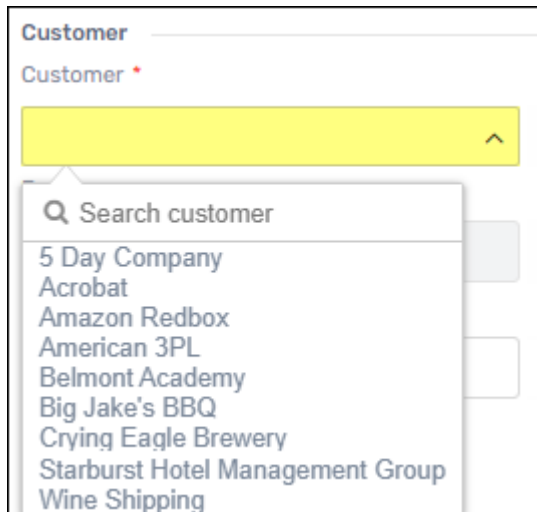 Customer
Customer *
Search customer
5 Day Company
Acrobat
Amazon Redbox
American 3PL
Belmont Academy
Big Jake's BBQ
Crying Eagle Brewery
Starburst Hotel Management Group
Wine Shipping